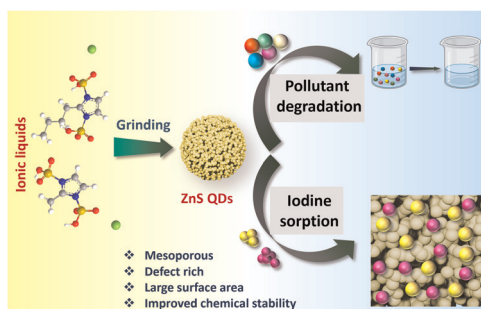 Ionic liquids
Grinding
ZnS QDs
Pollutant
degradation
Iodine
sorption
❖ Mesoporous
❖ Defect rich
❖ Large surface area
❖ Improved chemical stability